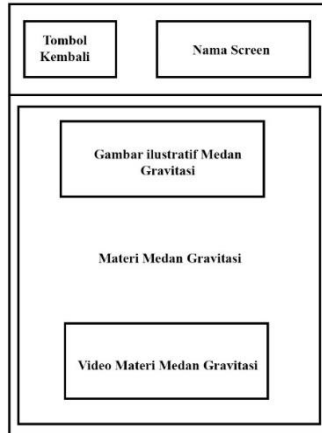 Tombol
Kembali
Nama Screen
Gambar ilustratif Medan
Gravitasi
Materi Medan Gravitasi
Video Materi Medan Gravitasi